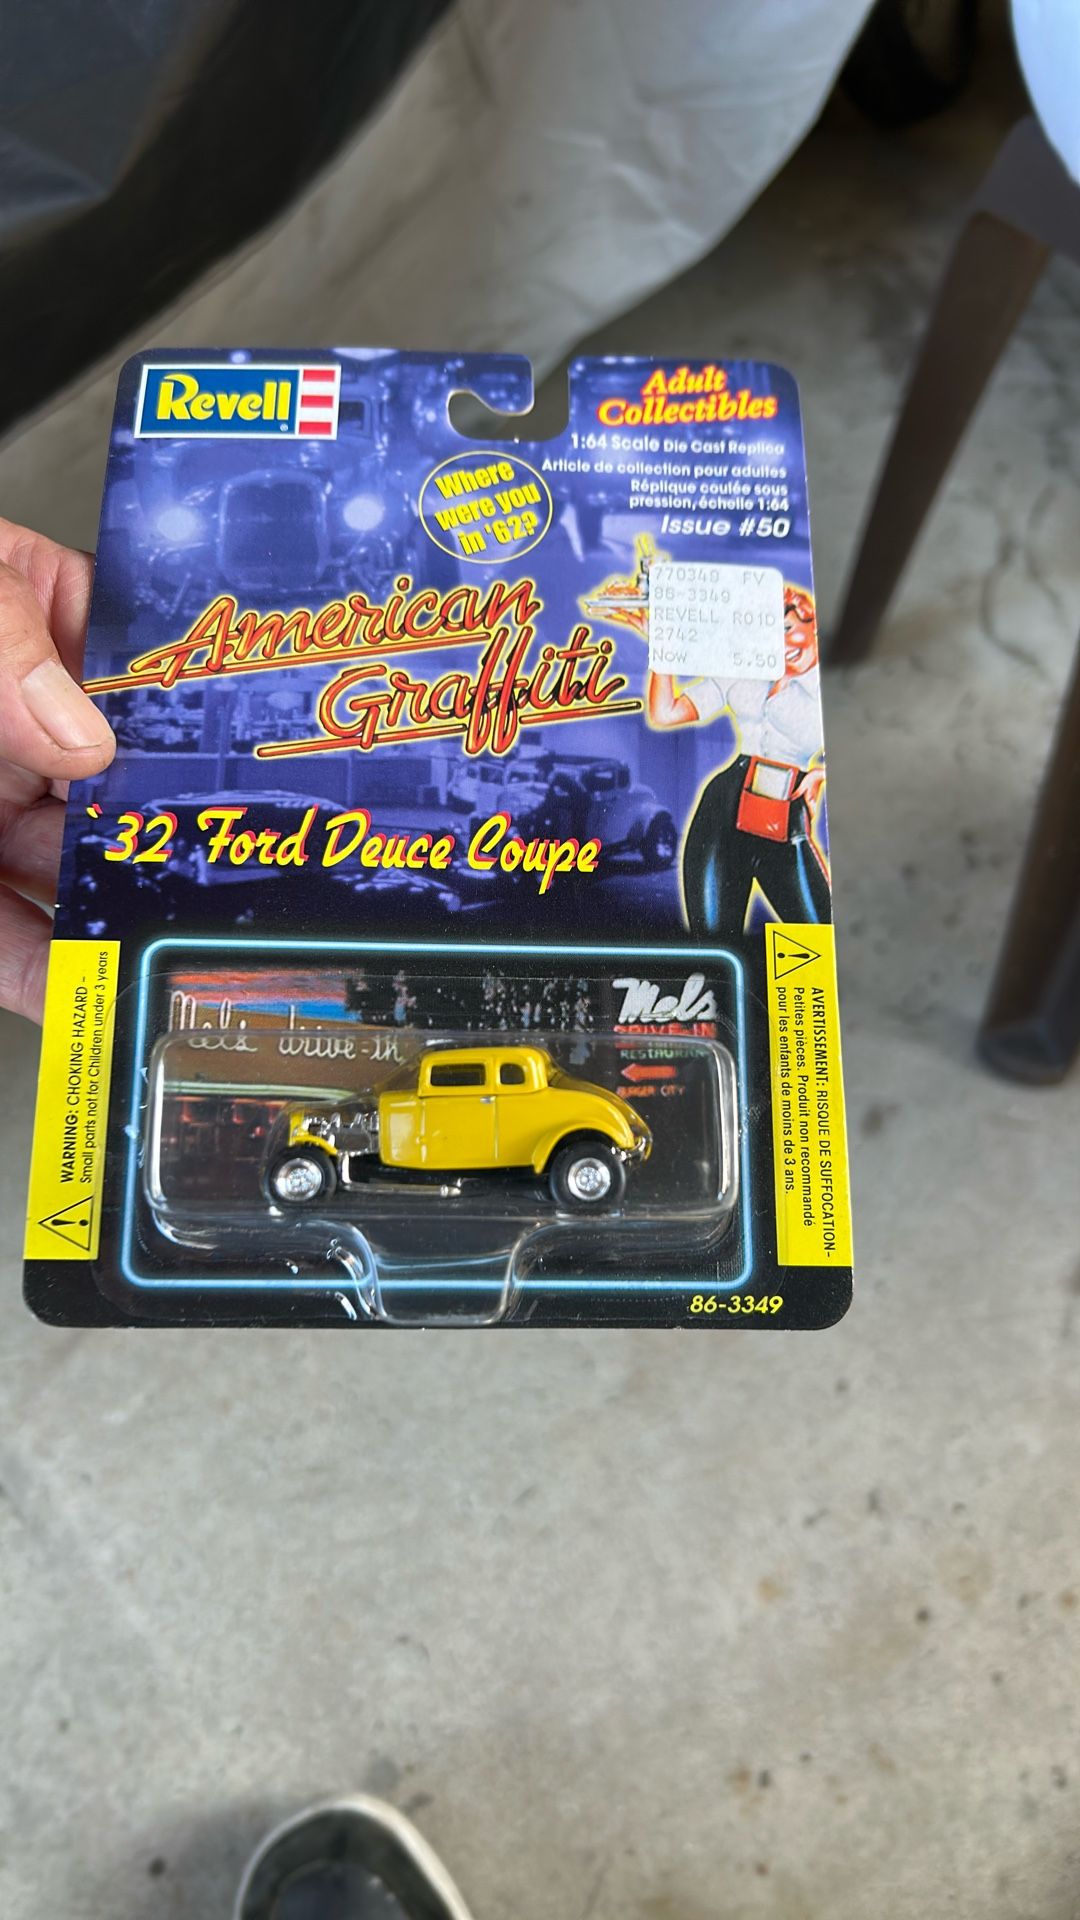 Revell
Adult
Collectibles
1:64 Scale Die Cast Replica
Article de collection pour adultes
Réplique coulée sous
pression, échelle 1:64
Issue #50
Where
were you
in '62?
770349 FV
86-3349
REVELL R01D
2742
Now 5.50
American
Graffiti
'32 Ford Deuce Coupe
WARNING: CHOKING HAZARD -
Small parts not for Children under 3 years
Mel's drive-in
Mels
DRIVE-IN
RESTAURAN
BURGER CITY
AVERTISSEMENT: RISQUE DE SUFFOCATION-
Petites pièces. Produit non recommandé
pour les enfants de moins de 3 ans.
86-3349